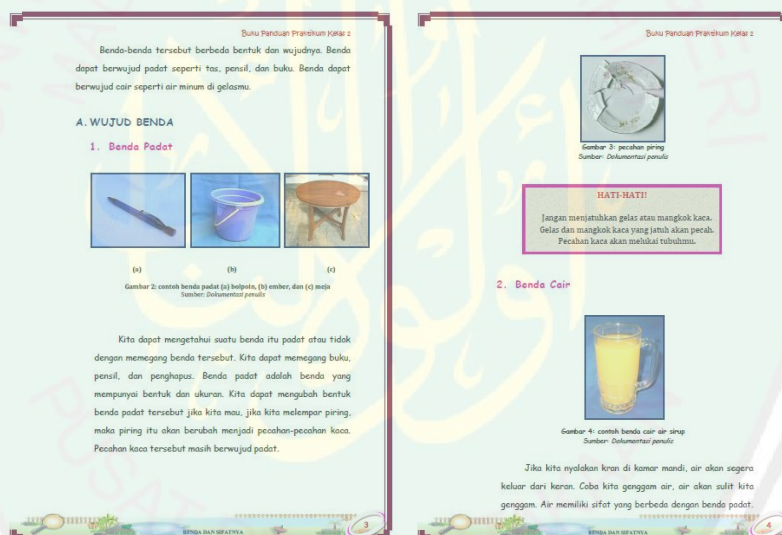 Buku Panduan Praktikum Kelas 2
Benda-benda tersebut berbeda bentuk dan wujudnya. Benda
dapat berwujud padat seperti tas, pensil, dan buku. Benda dapat
berwujud cair seperti air minum di gelasmu.
A. WUJUD BENDA
1. Benda Padat
(a) (b) (c)
Gambar 2: contoh benda padat (a) bolpoin, (b) ember, dan (c) meja
Sumber: Dokumentasi penulis
Kita dapat mengetahui suatu benda itu padat atau tidak
dengan memegang benda tersebut. Kita dapat memegang buku,
pensil, dan penghapus. Benda padat adalah benda yang
mempunyai bentuk dan ukuran. Kita dapat mengubah bentuk
benda padat tersebut jika kita mau, jika kita melempar piring,
maka piring itu akan berubah menjadi pecahan-pecahan kaca.
Pecahan kaca tersebut masih berwujud padat.
BENDA DAN SIFATNYA
3
Buku Panduan Praktikum Kelas 2
Gambar 3: pecahan piring
Sumber: Dokumentasi penulis
HATI-HATI!
Jangan menjatuhkan gelas atau mangkok kaca.
Gelas dan mangkok kaca yang jatuh akan pecah.
Pecahan kaca akan melukai tubuhmu.
2. Benda Cair
Gambar 4: contoh benda cair air sirup
Sumber: Dokumentasi penulis
Jika kita nyalakan kran di kamar mandi, air akan segera
keluar dari keran. Coba kita genggam air, air akan sulit kita
genggam. Air memiliki sifat yang berbeda dengan benda padat.
BENDA DAN SIFATNYA
4